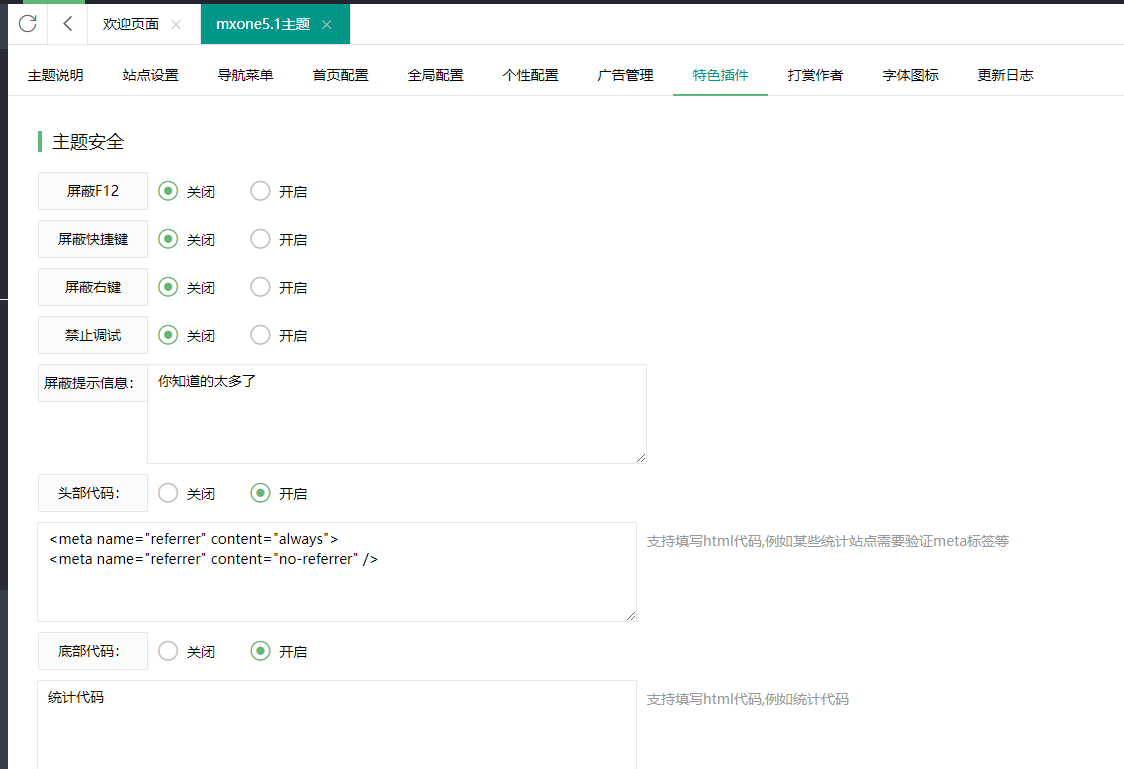 欢迎页面
mxone5.1主题
主题说明 站点设置 导航菜单 首页配置 全局配置 个性配置 广告管理 特色插件 打赏作者 字体图标 更新日志
主题安全
屏蔽F12 关闭 开启
屏蔽快捷键 关闭 开启
屏蔽右键 关闭 开启
禁止调试 关闭 开启
屏蔽提示信息： 你知道的太多了
头部代码： 关闭 开启
<meta name="referrer" content="always">
<meta name="referrer" content="no-referrer" />
支持填写html代码,例如某些统计站点需要验证meta标签等
底部代码： 关闭 开启
统计代码
支持填写html代码,例如统计代码